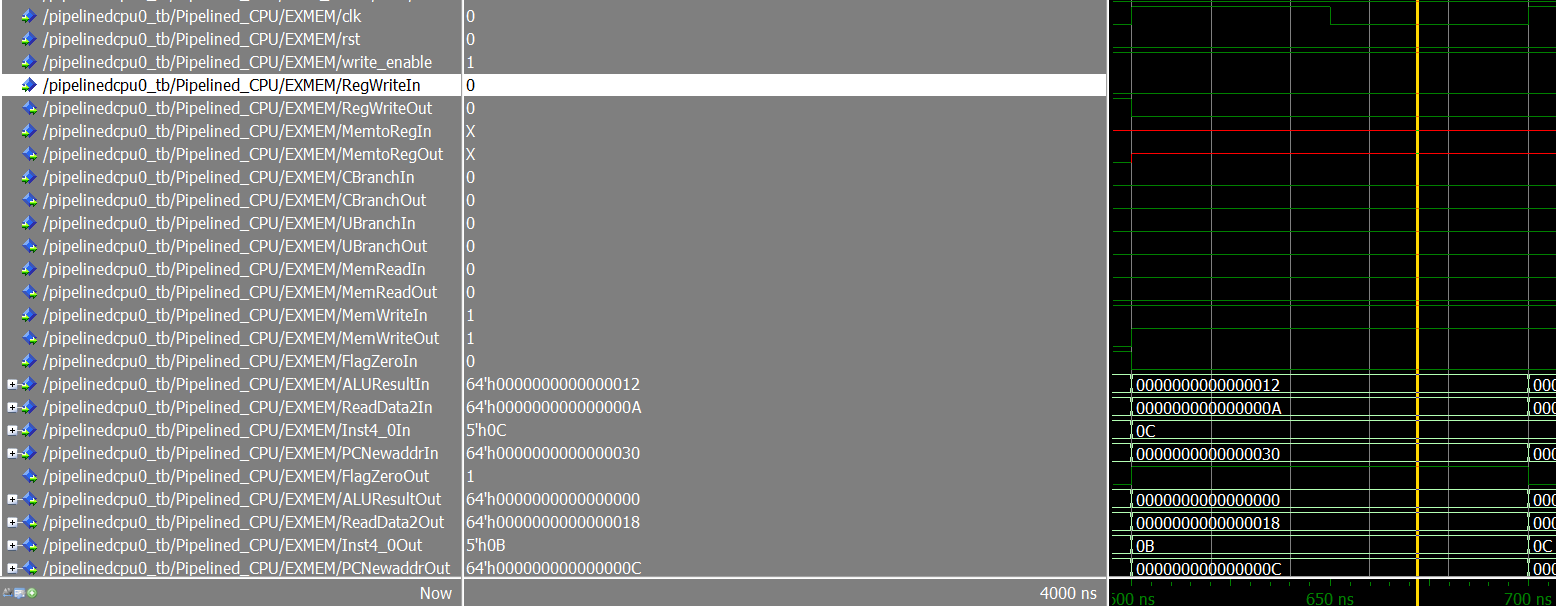 /pipelinedcpu0_tb/Pipelined_CPU/EXMEM/clk 0
/pipelinedcpu0_tb/Pipelined_CPU/EXMEM/rst 0
/pipelinedcpu0_tb/Pipelined_CPU/EXMEM/write_enable 1
/pipelinedcpu0_tb/Pipelined_CPU/EXMEM/RegWriteIn 0
/pipelinedcpu0_tb/Pipelined_CPU/EXMEM/RegWriteOut 0
/pipelinedcpu0_tb/Pipelined_CPU/EXMEM/MemtoRegIn X
/pipelinedcpu0_tb/Pipelined_CPU/EXMEM/MemtoRegOut X
/pipelinedcpu0_tb/Pipelined_CPU/EXMEM/CBranchIn 0
/pipelinedcpu0_tb/Pipelined_CPU/EXMEM/CBranchOut 0
/pipelinedcpu0_tb/Pipelined_CPU/EXMEM/UBranchIn 0
/pipelinedcpu0_tb/Pipelined_CPU/EXMEM/UBranchOut 0
/pipelinedcpu0_tb/Pipelined_CPU/EXMEM/MemReadIn 0
/pipelinedcpu0_tb/Pipelined_CPU/EXMEM/MemReadOut 0
/pipelinedcpu0_tb/Pipelined_CPU/EXMEM/MemWriteIn 1
/pipelinedcpu0_tb/Pipelined_CPU/EXMEM/MemWriteOut 1
/pipelinedcpu0_tb/Pipelined_CPU/EXMEM/FlagZeroIn 0
/pipelinedcpu0_tb/Pipelined_CPU/EXMEM/ALUResultIn 64'h0000000000000012 0000000000000012 000
/pipelinedcpu0_tb/Pipelined_CPU/EXMEM/ReadData2In 64'h000000000000000A 000000000000000A 000
/pipelinedcpu0_tb/Pipelined_CPU/EXMEM/Inst4_0In 5'h0C 0C
/pipelinedcpu0_tb/Pipelined_CPU/EXMEM/PCNewaddrIn 64'h0000000000000030 0000000000000030 000
/pipelinedcpu0_tb/Pipelined_CPU/EXMEM/FlagZeroOut 1
/pipelinedcpu0_tb/Pipelined_CPU/EXMEM/ALUResultOut 64'h0000000000000000 0000000000000000 000
/pipelinedcpu0_tb/Pipelined_CPU/EXMEM/ReadData2Out 64'h0000000000000018 0000000000000018 000
/pipelinedcpu0_tb/Pipelined_CPU/EXMEM/Inst4_0Out 5'h0B 0B 0C
/pipelinedcpu0_tb/Pipelined_CPU/EXMEM/PCNewaddrOut 64'h000000000000000C 000000000000000C 000
Now 4000 ns 600 ns 650 ns 700 ns